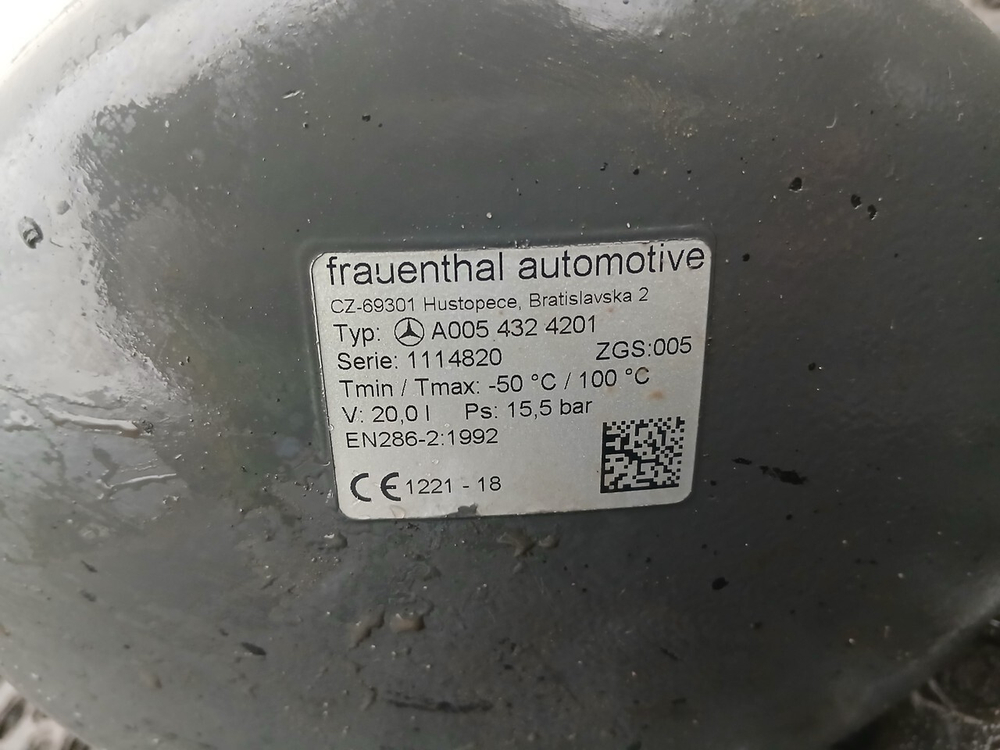 frauenthal automotive
CZ-69301 Hustopece, Bratislavska 2
Typ: A005 432 4201
Serie: 1114820 ZGS:005
Tmin / Tmax: -50 °C / 100 °C
V: 20,0 l Ps: 15,5 bar
EN286-2:1992
CE 1221 - 18